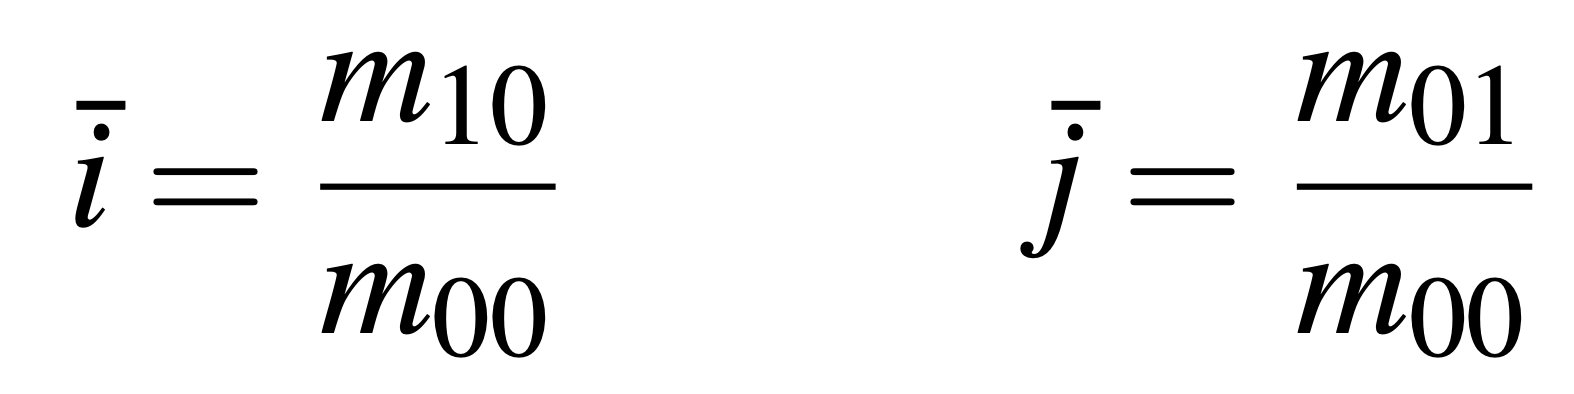 i̅ = m₁₀ / m₀₀    j̅ = m₀₁ / m₀₀